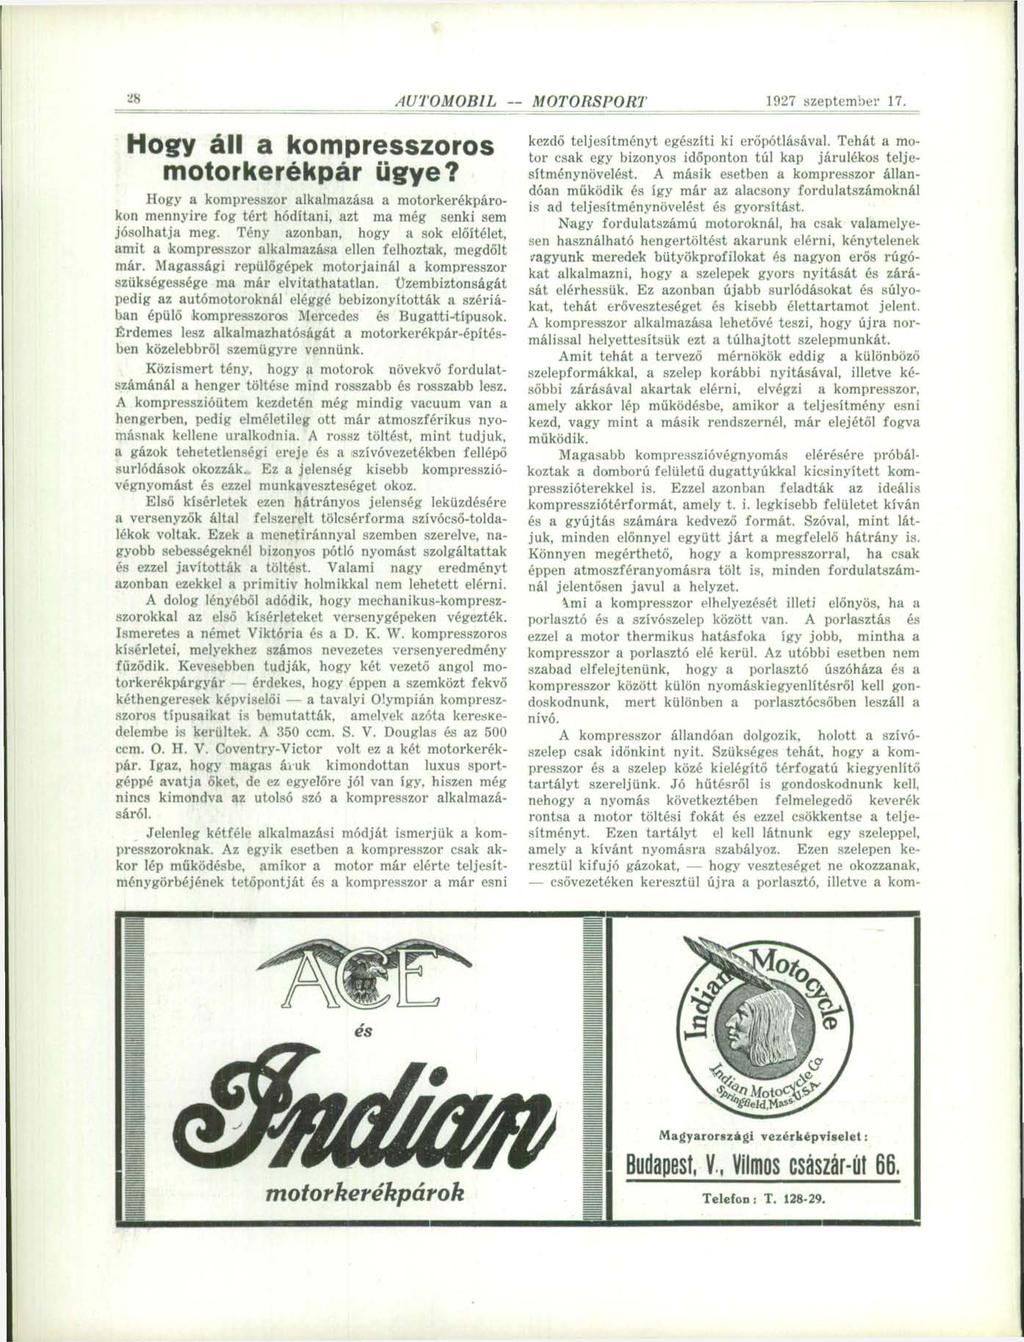 28 AUTOMOBIL — MOTORSPORT 1927 szeptember 17.
Hogy áll a kompresszoros
motorkerékpár ügye?
Hogy a kompresszor alkalmazása a motorkerékpáro-
kon mennyire fog tért hódítani, azt ma még senki sem
jósolhatja meg. Tény azonban, hogy a sok előítélet,
amit a kompresszor alkalmazása ellen felhoztak, megdőlt
már. Magassági repülőgépek motorjainál a kompresszor
szükségessége ma már elvitathatatlan. Üzembiztonságát
pedig az autómotoroknál eléggé bebizonyították a szériá-
ban épülő kompresszoros Mercedes és Bugatti-típusok.
Érdemes lesz alkalmazhatóságát a motorkerékpár-építés-
ben közelebbről szemügyre vennünk.
Közismert tény, hogy a motorok növekvő fordulat-
számánál a henger töltése mind rosszabb és rosszabb lesz.
A kompresszióütem kezdetén még mindig vacuum van a
hengerben, pedig elméletileg ott már atmoszférikus nyo-
másnak kellene uralkodnia. A rossz töltést, mint tudjuk,
a gázok tehetetlenségi ereje és a szívóvezetékben fellépő
surlódások okozzák. Ez a jelenség kisebb kompresszió-
végnyomást és ezzel munkaveszteséget okoz.
Első kísérletek ezen hátrányos jelenség leküzdésére
a versenyzők által felszerelt tölcsérforma szívócső-tolda-
lékok voltak. Ezek a menetiránnyal szemben szerelve, na-
gyobb sebességeknél bizonyos pótló nyomást szolgáltattak
és ezzel javították a töltést. Valami nagy eredményt
azonban ezekkel a primitiv holmikkal nem lehetett elérni.
A dolog lényéből adódik, hogy mechanikus-kompresz-
szorokkal az első kísérleteket versenygépeken végezték.
Ismeretes a német Viktória és a D. K. W. kompresszoros
kísérletei, melyekhez számos nevezetes versenyeredmény
fűződik. Kevesebben tudják, hogy két vezető angol mo-
torkerékpárgyár — érdekes, hogy éppen a szemközt fekvő
kéthengeresek képviselői — a tavalyi Olympián kompresz-
szoros típusaikat is bemutatták, amelyek azóta kereske-
delembe is kerültek. A 350 ccm. S. V. Douglas és az 500
ccm. O. H. V. Coventry-Victor volt ez a két motorkerék-
pár. Igaz, hogy magas áruk kimondottan luxus sport-
géppé avatja őket, de ez egyelőre jól van így, hiszen még
nincs kimondva az utolsó szó a kompresszor alkalmazá-
sáról.
Jelenleg kétféle alkalmazási módját ismerjük a kom-
presszoroknak. Az egyik esetben a kompresszor csak ak-
kor lép működésbe, amikor a motor már elérte teljesít-
ménygörbéjének tetőpontját és a kompresszor a már esni
kezdő teljesítményt egészíti ki erőpótlásával. Tehát a mo-
tor csak egy bizonyos időponton túl kap járulékos telje-
sítménynövelést. A másik esetben a kompresszor állan-
dóan működik és így már az alacsony fordulatszámoknál
is ad teljesítménynövelést és gyorsítást.
Nagy fordulatszámú motoroknál, ha csak valamelye-
sen használható hengertöltést akarunk elérni, kénytelenek
vagyunk meredek bütyökprofilokat és nagyon erős rúgó-
kat alkalmazni, hogy a szelepek gyors nyitását és zárá-
sát elérhessük. Ez azonban újabb surlódásokat és súlyo-
kat, tehát erőveszteséget és kisebb élettartamot jelent.
A kompresszor alkalmazása lehetővé teszi, hogy újra nor-
málissal helyettesítsük ezt a túlhajtott szelepmunkát.
Amit tehát a tervező mérnökök eddig a különböző
szelepformákkal, a szelep korábbi nyitásával, illetve ké-
sőbbi zárásával akartak elérni, elvégzi a kompresszor,
amely akkor lép működésbe, amikor a teljesítmény esni
kezd, vagy mint a másik rendszernél, már elejétől fogva
működik.
Magasabb kompresszióvégnyomás elérésére próbál-
koztak a domború felületű dugattyúkkal kicsinyített kom-
pressziótterekkel is. Ezzel azonban feladták az ideális
kompresszióterformát, amely t. i. legkisebb felületet kíván
és a gyújtás számára kedvező formát. Szóval, mint lát-
juk, minden előnnyel együtt járt a megfelelő hátrány is.
Könnyen megérthető, hogy a kompresszorral, ha csak
éppen atmoszféranyomásra tölt is, minden fordulatszám-
nál jelentősen javul a helyzet.
Ami a kompresszor elhelyezését illeti előnyös, ha a
porlasztó és a szívószelep között van. A porlasztás és
ezzel a motor thermikus hatásfoka így jobb, mintha a
kompresszor a porlasztó elé kerül. Az utóbbi esetben nem
szabad elfelejtenünk, hogy a porlasztó úszóháza és a
kompresszor között külön nyomáskiegyenlítésről kell gon-
doskodnunk, mert különben a porlasztócsőben leszáll a
nivó.
A kompresszor állandóan dolgozik, holott a szívó-
szelep csak időnkint nyit. Szükséges tehát, hogy a kom-
presszor és a szelep közé kielégítő térfogatú kiegyenlítő
tartályt szereljünk. Jó hűtésről is gondoskodnunk kell,
nehogy a nyomás következtében felmelegedő keverék
rontsa a motor töltési fokát és ezzel csökkentse a telje-
sítményt. Ezen tartályt el kell látnunk egy szeleppel,
amely a kívánt nyomásra szabályoz. Ezen szelepen ke-
resztül kifujó gázokat, — hogy veszteséget ne okozzanak,
— csővezetéken keresztül újra a porlasztó, illetve a kom-
ACE
és
Indian
motorkerékpárok
Indian Motocycle
Indian Motocycle Co.
Springfield, Mass. U.S.A.
Magyarországi vezérképviselet:
Budapest, V., Vilmos császár-út 66.
Telefon: T. 128-29.